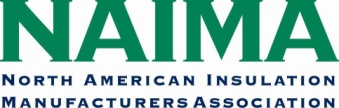 NAIMA
NORTH AMERICAN INSULATION
MANUFACTURERS ASSOCIATION